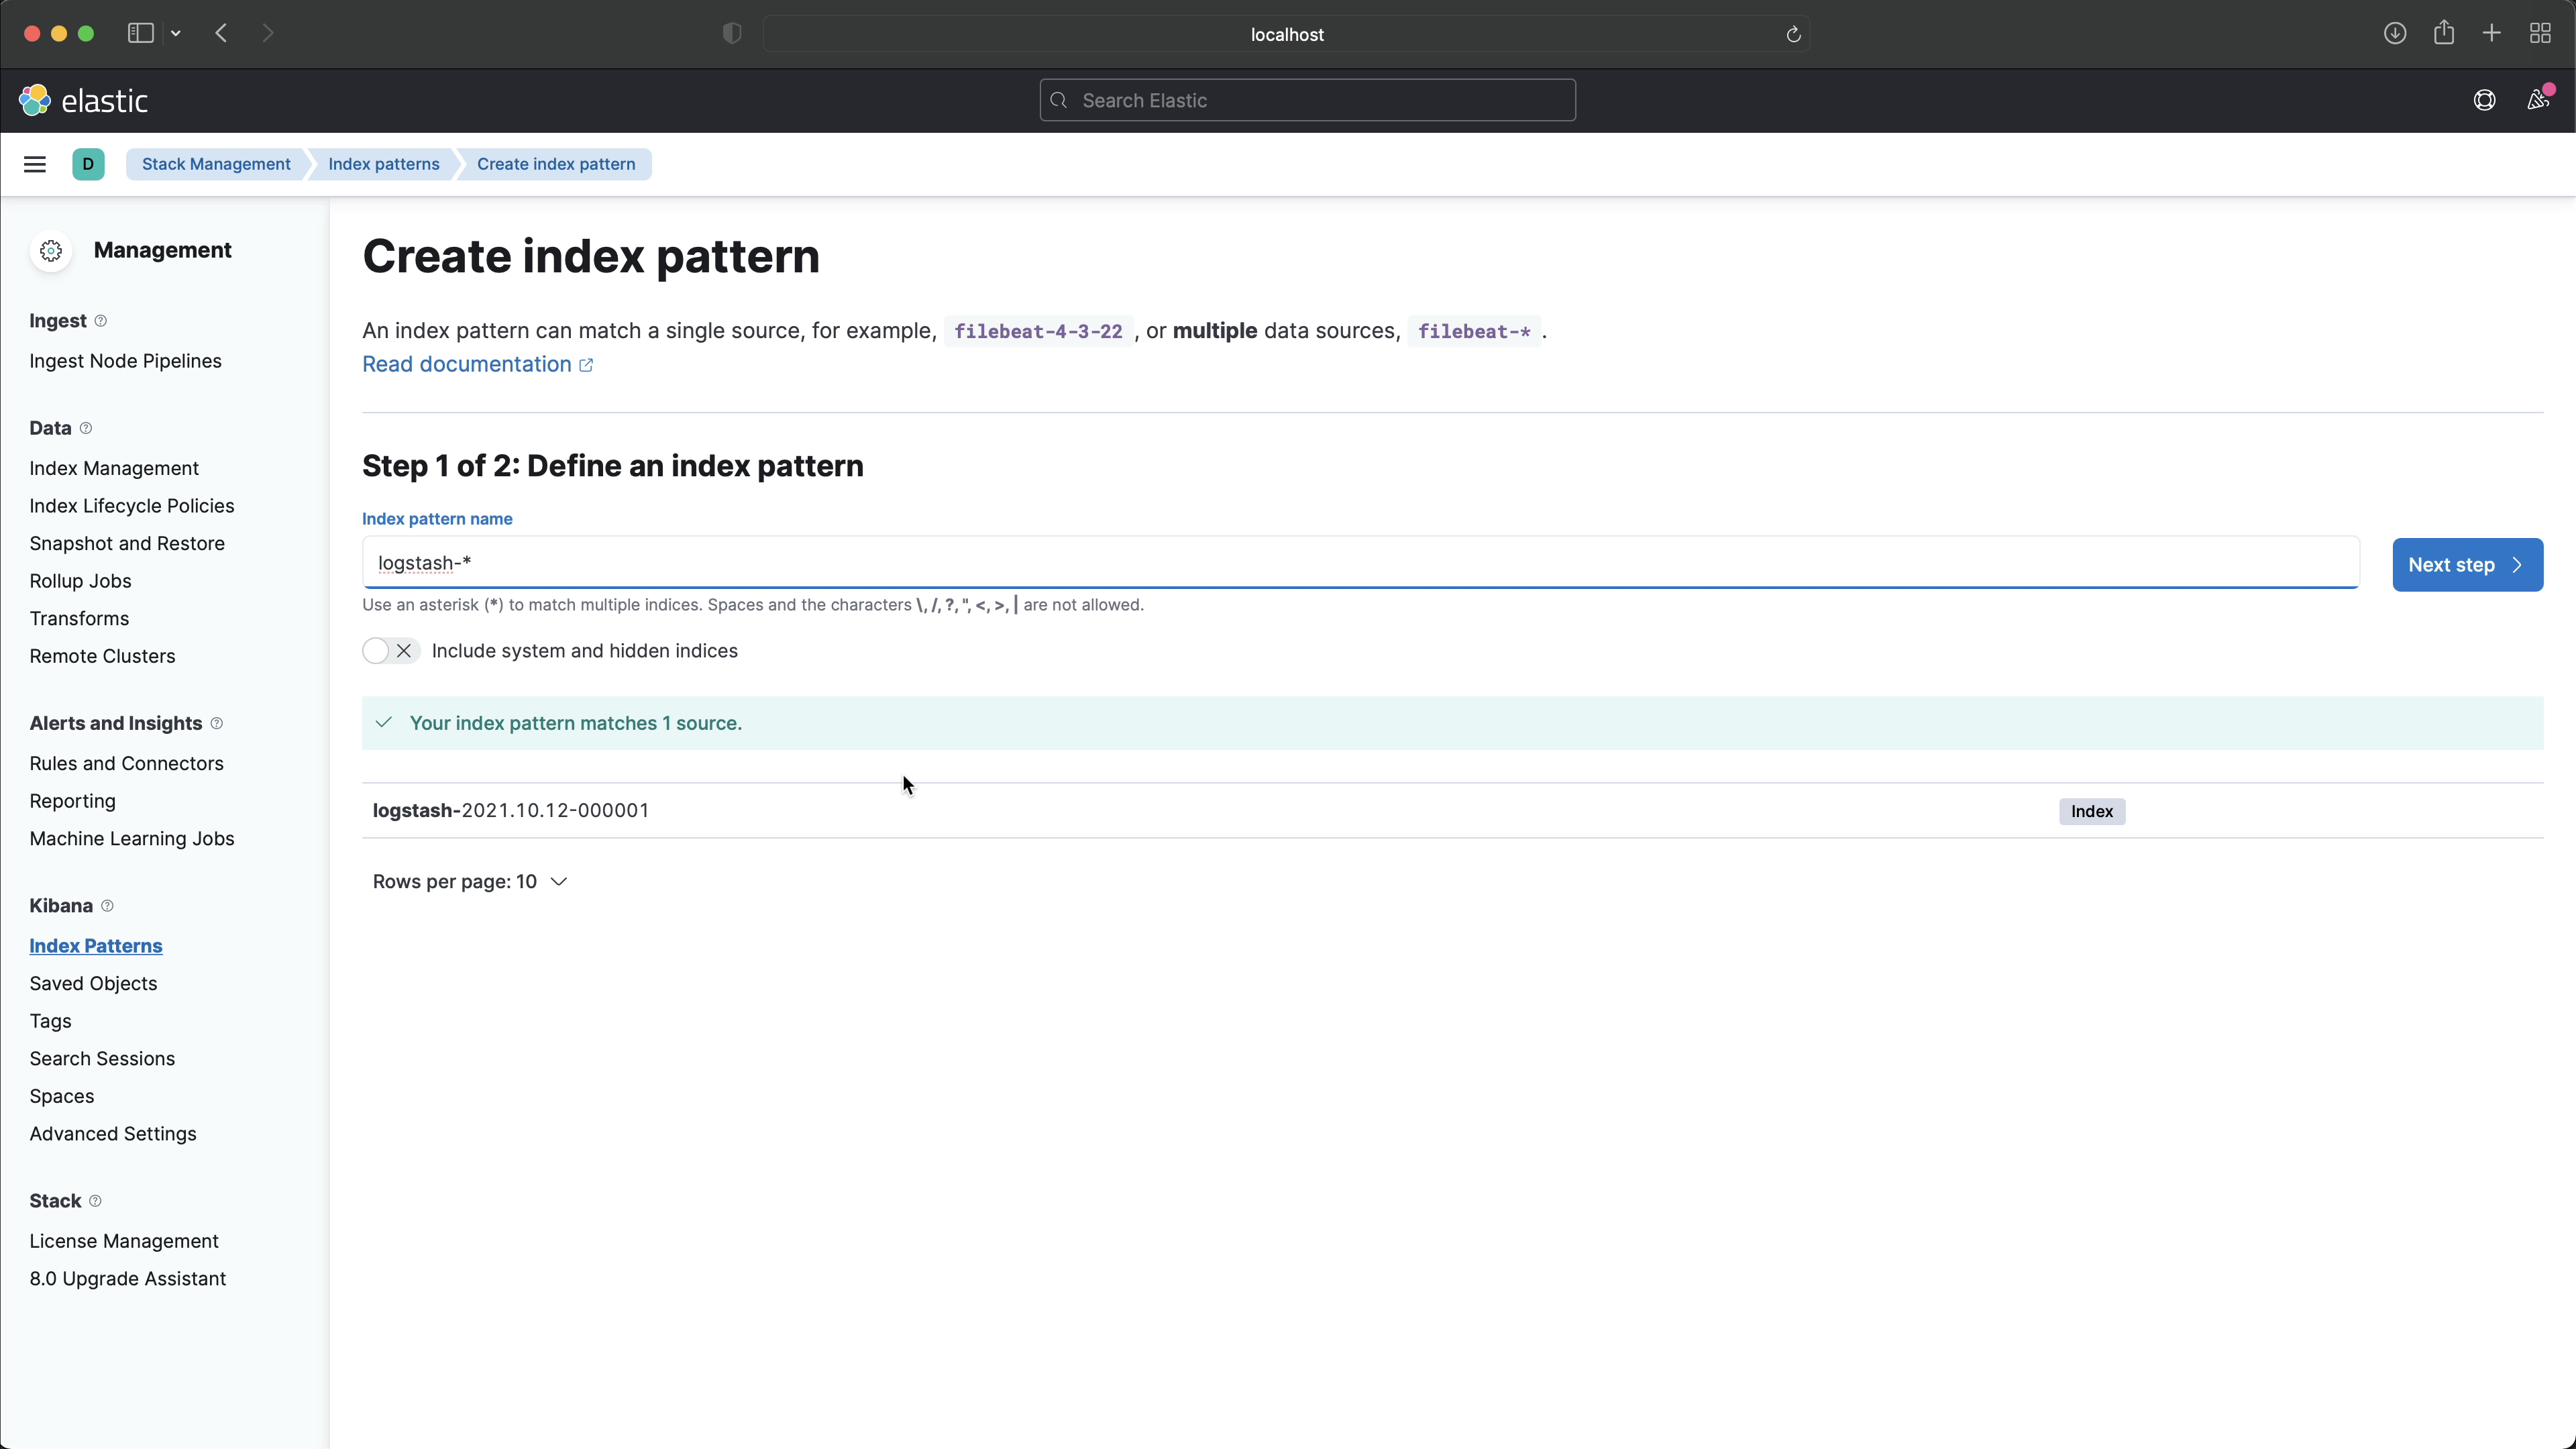 localhost
elastic
Search Elastic
D
Stack Management
Index patterns
Create index pattern
Management
Ingest
Ingest Node Pipelines
Data
Index Management
Index Lifecycle Policies
Snapshot and Restore
Rollup Jobs
Transforms
Remote Clusters
Alerts and Insights
Rules and Connectors
Reporting
Machine Learning Jobs
Kibana
Index Patterns
Saved Objects
Tags
Search Sessions
Spaces
Advanced Settings
Stack
License Management
8.0 Upgrade Assistant
Create index pattern
An index pattern can match a single source, for example, filebeat-4-3-22 , or multiple data sources, filebeat-* .
Read documentation
Step 1 of 2: Define an index pattern
Index pattern name
logstash-*
Next step
Use an asterisk (*) to match multiple indices. Spaces and the characters \, /, ?, ", <, >, | are not allowed.
Include system and hidden indices
Your index pattern matches 1 source.
logstash-2021.10.12-000001
Index
Rows per page: 10